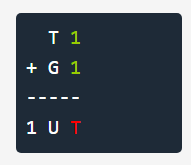 T 1
+ G 1
-----
1 U T